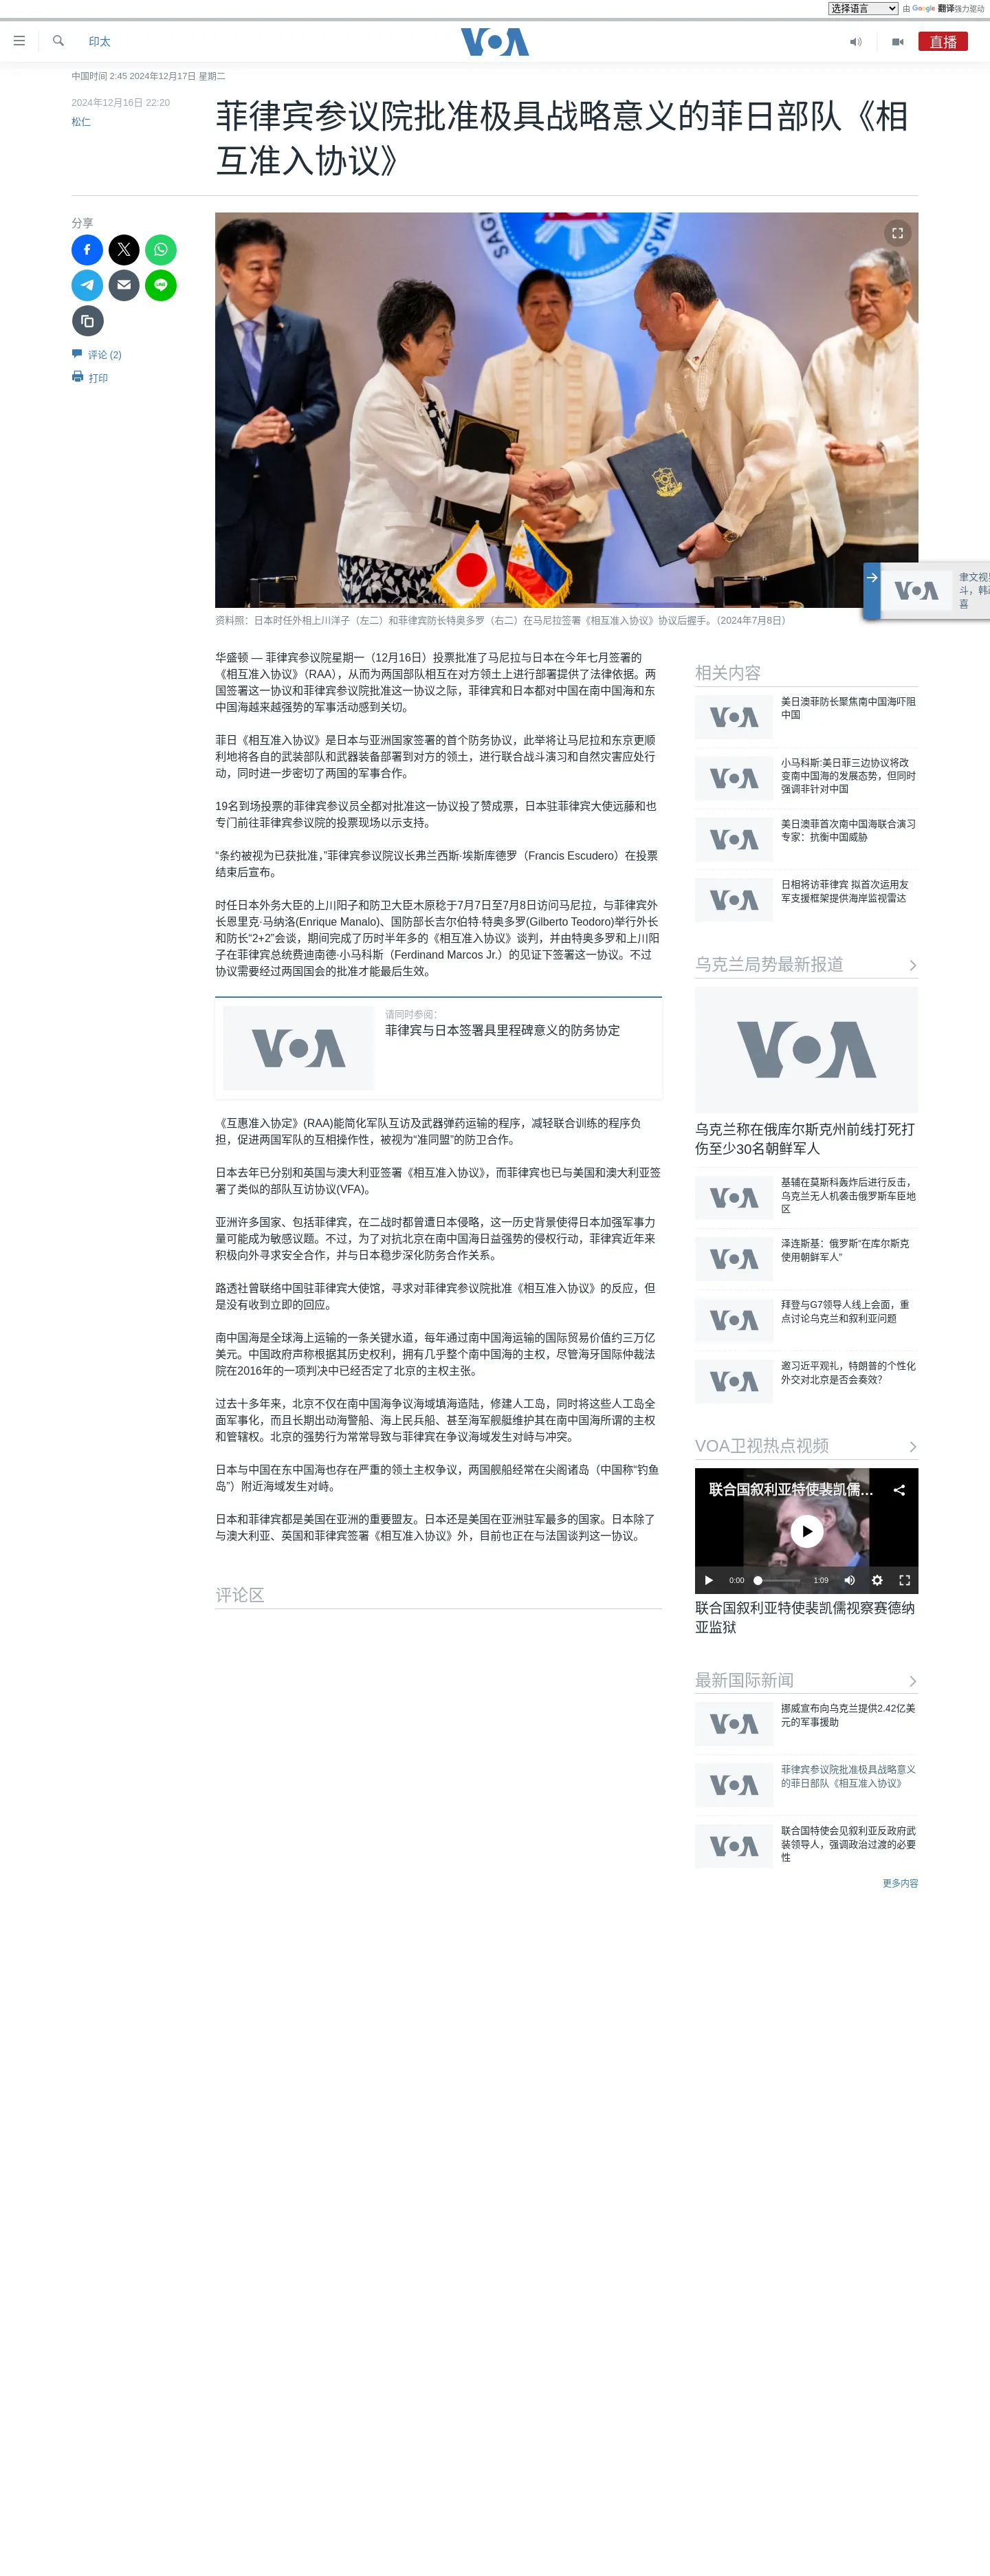 选择语言 由 Google 翻译强力驱动
印太
VOA
直播
中国时间 2:45 2024年12月17日 星期二
2024年12月16日 22:20
松仁
菲律宾参议院批准极具战略意义的菲日部队《相
互准入协议》
分享
评论 (2)
打印
资料照：日本时任外相上川洋子（左二）和菲律宾防长特奥多罗（右二）在马尼拉签署《相互准入协议》协议后握手。（2024年7月8日）
华盛顿 — 菲律宾参议院星期一（12月16日）投票批准了马尼拉与日本在今年七月签署的
《相互准入协议》（RAA），从而为两国部队相互在对方领土上进行部署提供了法律依据。两
国签署这一协议和菲律宾参议院批准这一协议之际，菲律宾和日本都对中国在南中国海和东
中国海越来越强势的军事活动感到关切。
菲日《相互准入协议》是日本与亚洲国家签署的首个防务协议，此举将让马尼拉和东京更顺
利地将各自的武装部队和武器装备部署到对方的领土，进行联合战斗演习和自然灾害应处行
动，同时进一步密切了两国的军事合作。
19名到场投票的菲律宾参议员全都对批准这一协议投了赞成票，日本驻菲律宾大使远藤和也
专门前往菲律宾参议院的投票现场以示支持。
“条约被视为已获批准，”菲律宾参议院议长弗兰西斯·埃斯库德罗（Francis Escudero）在投票
结束后宣布。
时任日本外务大臣的上川阳子和防卫大臣木原稔于7月7日至7月8日访问马尼拉，与菲律宾外
长恩里克·马纳洛(Enrique Manalo)、国防部长吉尔伯特·特奥多罗(Gilberto Teodoro)举行外长
和防长“2+2”会谈，期间完成了历时半年多的《相互准入协议》谈判，并由特奥多罗和上川阳
子在菲律宾总统费迪南德·小马科斯（Ferdinand Marcos Jr.）的见证下签署这一协议。不过
协议需要经过两国国会的批准才能最后生效。
VOA
请同时参阅：
菲律宾与日本签署具里程碑意义的防务协定
《互惠准入协定》(RAA)能简化军队互访及武器弹药运输的程序，减轻联合训练的程序负
担，促进两国军队的互相操作性，被视为“准同盟”的防卫合作。
日本去年已分别和英国与澳大利亚签署《相互准入协议》，而菲律宾也已与美国和澳大利亚签
署了类似的部队互访协议(VFA)。
亚洲许多国家、包括菲律宾，在二战时都曾遭日本侵略，这一历史背景使得日本加强军事力
量可能成为敏感议题。不过，为了对抗北京在南中国海日益强势的侵权行动，菲律宾近年来
积极向外寻求安全合作，并与日本稳步深化防务合作关系。
路透社曾联络中国驻菲律宾大使馆，寻求对菲律宾参议院批准《相互准入协议》的反应，但
是没有收到立即的回应。
南中国海是全球海上运输的一条关键水道，每年通过南中国海运输的国际贸易价值约三万亿
美元。中国政府声称根据其历史权利，拥有几乎整个南中国海的主权，尽管海牙国际仲裁法
院在2016年的一项判决中已经否定了北京的主权主张。
过去十多年来，北京不仅在南中国海争议海域填海造陆，修建人工岛，同时将这些人工岛全
面军事化，而且长期出动海警船、海上民兵船、甚至海军舰艇维护其在南中国海所谓的主权
和管辖权。北京的强势行为常常导致与菲律宾在争议海域发生对峙与冲突。
日本与中国在东中国海也存在严重的领土主权争议，两国舰船经常在尖阁诸岛（中国称“钓鱼
岛”）附近海域发生对峙。
日本和菲律宾都是美国在亚洲的重要盟友。日本还是美国在亚洲驻军最多的国家。日本除了
与澳大利亚、英国和菲律宾签署《相互准入协议》外，目前也正在与法国谈判这一协议。
评论区
相关内容
VOA
美日澳菲防长聚焦南中国海吓阻
中国
VOA
小马科斯:美日菲三边协议将改
变南中国海的发展态势，但同时
强调非针对中国
VOA
美日澳菲首次南中国海联合演习
专家：抗衡中国威胁
VOA
日相将访菲律宾 拟首次运用友
军支援框架提供海岸监视雷达
乌克兰局势最新报道
VOA
乌克兰称在俄库尔斯克州前线打死打
伤至少30名朝鲜军人
VOA
基辅在莫斯科轰炸后进行反击，
乌克兰无人机袭击俄罗斯车臣地
区
VOA
泽连斯基：俄罗斯“在库尔斯克
使用朝鲜军人”
VOA
拜登与G7领导人线上会面，重
点讨论乌克兰和叙利亚问题
VOA
邀习近平观礼，特朗普的个性化
外交对北京是否会奏效？
VOA卫视热点视频
联合国叙利亚特使裴凯儒...
0:00
1:09
联合国叙利亚特使裴凯儒视察赛德纳
亚监狱
最新国际新闻
VOA
挪威宣布向乌克兰提供2.42亿美
元的军事援助
VOA
菲律宾参议院批准极具战略意义
的菲日部队《相互准入协议》
VOA
联合国特使会见叙利亚反政府武
装领导人，强调政治过渡的必要
性
更多内容